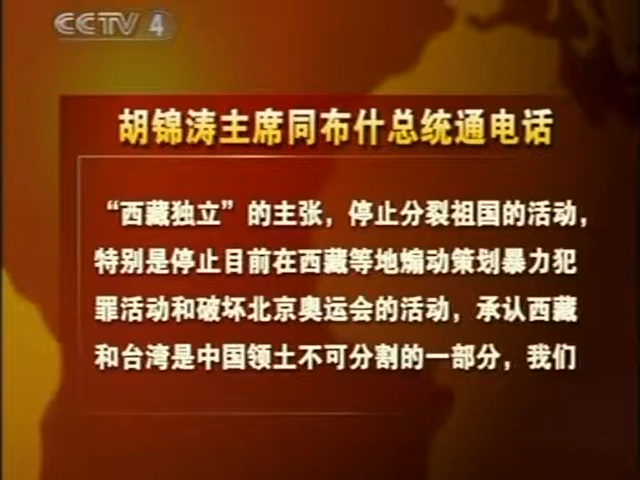 CCTV 4
胡锦涛主席同布什总统通电话
“西藏独立”的主张，停止分裂祖国的活动，
特别是停止目前在西藏等地煽动策划暴力犯
罪活动和破坏北京奥运会的活动，承认西藏
和台湾是中国领土不可分割的一部分，我们